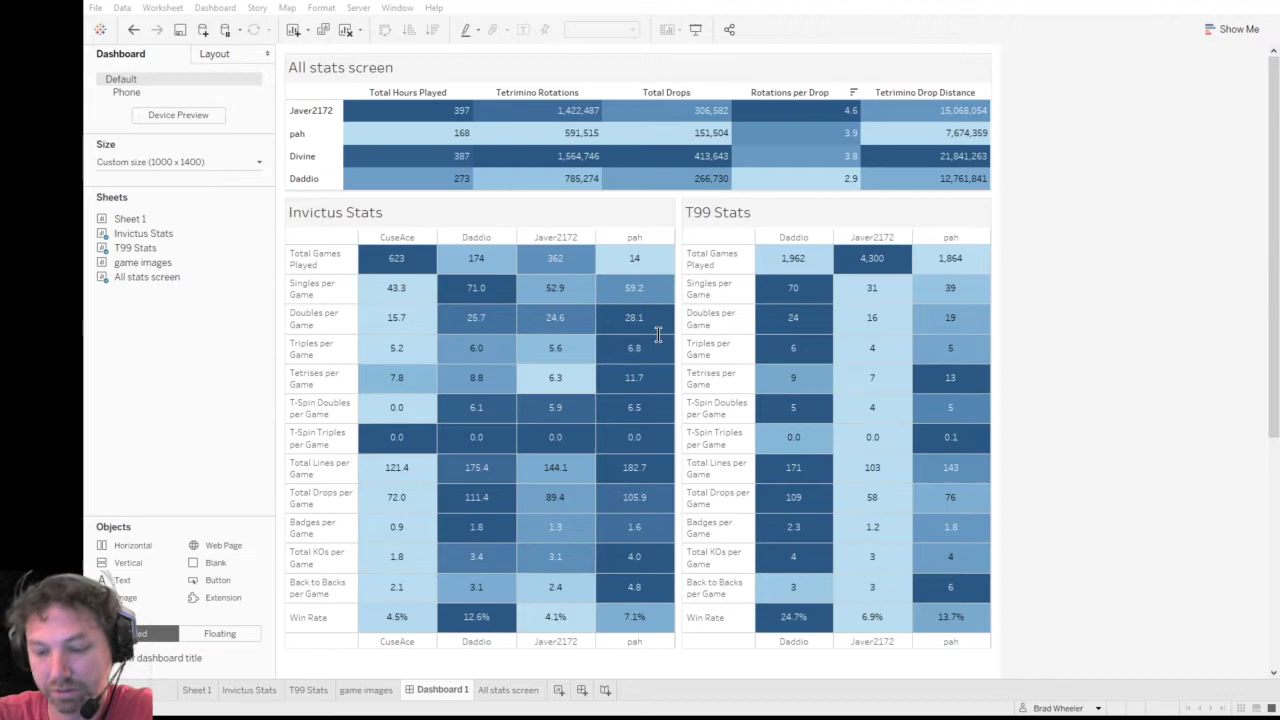 File Data Worksheet Dashboard Story Map Format Server Window Help
Show Me
Dashboard Layout
Default
Phone
Device Preview
Size
Custom size (1000 x 1400)
Sheets
Sheet 1
Invictus Stats
T99 Stats
game images
All stats screen
Objects
Horizontal Web Page
Vertical Blank
Text Button
Extension
Floating
dashboard title
All stats screen
Total Hours Played Tetrimino Rotations Total Drops Rotations per Drop Tetrimino Drop Distance
Javer2172 397 1,422,487 306,582 4.6 15,068,054
pah 168 591,515 151,504 3.9 7,674,359
Divine 387 1,564,746 413,643 3.8 21,841,263
Daddio 273 785,274 266,730 2.9 12,761,841
Invictus Stats
CuseAce Daddio Javer2172 pah
Total Games
Played 623 174 362 14
Singles per
Game 43.3 71.0 52.9 59.2
Doubles per
Game 15.7 25.7 24.6 28.1
Triples per
Game 5.2 6.0 5.6 6.8
Tetrises per
Game 7.8 8.8 6.3 11.7
T-Spin Doubles
per Game 0.0 6.1 5.9 6.5
T-Spin Triples
per Game 0.0 0.0 0.0 0.0
Total Lines per
Game 121.4 175.4 144.1 182.7
Total Drops per
Game 72.0 111.4 89.4 105.9
Badges per
Game 0.9 1.8 1.3 1.6
Total KOs per
Game 1.8 3.4 3.1 4.0
Back to Backs
per Game 2.1 3.1 2.4 4.8
Win Rate 4.5% 12.6% 4.1% 7.1%
CuseAce Daddio Javer2172 pah
T99 Stats
Daddio Javer2172 pah
Total Games
Played 1,962 4,300 1,864
Singles per
Game 70 31 39
Doubles per
Game 24 16 19
Triples per
Game 6 4 5
Tetrises per
Game 9 7 13
T-Spin Doubles
per Game 5 4 5
T-Spin Triples
per Game 0.0 0.0 0.1
Total Lines per
Game 171 103 143
Total Drops per
Game 109 58 76
Badges per
Game 2.3 1.2 1.8
Total KOs per
Game 4 3 4
Back to Backs
per Game 3 3 6
Win Rate 24.7% 6.9% 13.7%
Daddio Javer2172 pah
Sheet 1 Invictus Stats T99 Stats game images Dashboard 1 All stats screen
Brad Wheeler